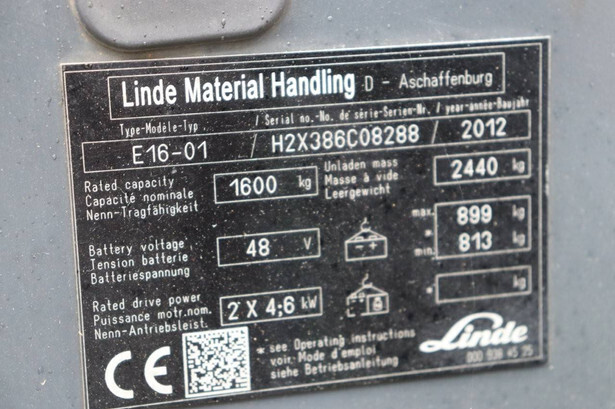 Linde Material Handling D - Aschaffenburg
Type-Modèle-Typ / Serial no.-No. de série-Serien-Nr. / year-année-Baujahr
E16-01 / H2X386C08288 / 2012
Rated capacity
Capacité nominale
Nenn-Tragfähigkeit
1600 kg
Unladen mass
Masse à vide
Leergewicht
2440 kg
Battery voltage
Tension batterie
Batteriespannung
48 V
- +
max. 899 kg
*
min. 813 kg
Rated drive power
Puissance motr.nom.
Nenn-Antriebsleist.
2 X 4,6 kW
* kg
CE
* see Operating instructions
voir Mode d'emploi
siehe Betriebsanleitung
Linde
000 938 45 35